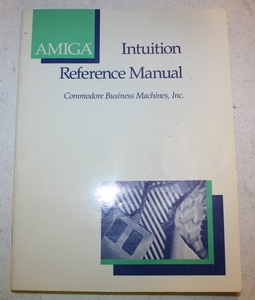 AMIGA® Intuition
Reference Manual
Commodore Business Machines, Inc.